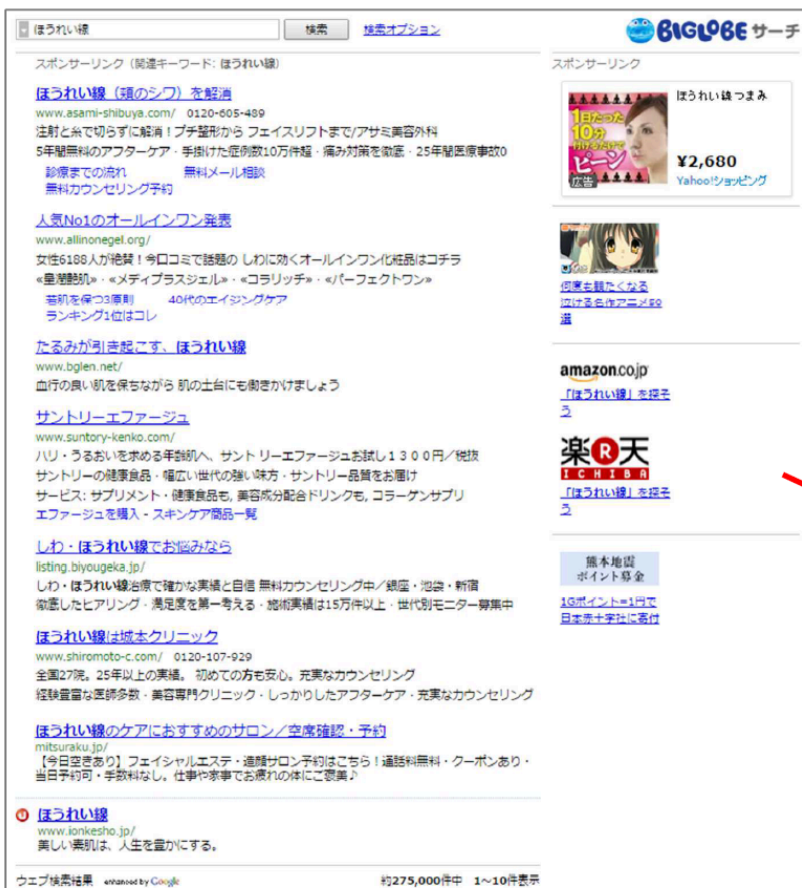 ほうれい線
検索
検索オプション
BIGLOBE サーチ
スポンサーリンク (関連キーワード: ほうれい線)
ほうれい線（頬のシワ）を解消
www.asami-shibuya.com/ 0120-605-489
注射と糸で切らずに解消！プチ整形から フェイスリフトまで/アサミ美容外科
5年間無料のアフターケア・手掛けた症例数10万件超・痛み対策を徹底・25年間医療事故0
診療までの流れ 無料メール相談
無料カウンセリング予約
人気No1のオールインワン発表
www.allinonegel.org/
女性6188人が絶賛！今口コミで話題の しわに効くオールインワン化粧品はコチラ
«皇潤艶肌»・«メディプラスジェル»・«コラリッチ»・«パーフェクトワン»
若肌を保つ3原則 40代のエイジングケア
ランキング1位はコレ
たるみが引き起こす、ほうれい線
www.bglen.net/
血行の良い肌を保ちながら 肌の土台にも働きかけましょう
サントリーエファージュ
www.suntory-kenko.com/
ハリ・うるおいを求める年齢肌へ、サント リーエファージュお試し１３００円／税抜
サントリーの健康食品・幅広い世代の強い味方・サントリー品質をお届け
サービス: サプリメント・健康食品も, 美容成分配合ドリンクも, コラーゲンサプリ
エファージュを購入 - スキンケア商品一覧
しわ・ほうれい線でお悩みなら
listing.biyougeka.jp/
しわ・ほうれい線治療で確かな実績と自信 無料カウンセリング中／銀座・池袋・新宿
徹底したヒアリング・満足度を第一考える・施術実績は15万件以上・世代別モニター募集中
ほうれい線は城本クリニック
www.shiromoto-c.com/ 0120-107-929
全国27院。25年以上の実績。 初めての方も安心。充実なカウンセリング
経験豊富な医師多数・美容専門クリニック・しっかりしたアフターケア・充実なカウンセリング
ほうれい線のケアにおすすめのサロン／空席確認・予約
mitsuraku.jp/
【今日空きあり】フェイシャルエステ・造顔サロン予約はこちら！通話料無料・クーポンあり・
当日予約可・手数料なし。仕事や家事でお疲れの体にご褒美♪
ほうれい線
www.ionkesho.jp/
美しい素肌は、人生を豊かにする。
ウェブ検索結果 enhanced by Google
約275,000件中 1～10件表示
スポンサーリンク
1日たった
10分
付けるだけで
ピーン
広告
ほうれい線つまみ
¥2,680
Yahoo!ショッピング
何度も観たくなる
泣ける名作アニメ50
選
amazon.co.jp
「ほうれい線」を探そ
う
楽R天
ICHIBA
「ほうれい線」を探そ
う
熊本地震
ポイント募金
1Gポイント=1円で
日本赤十字社に寄付